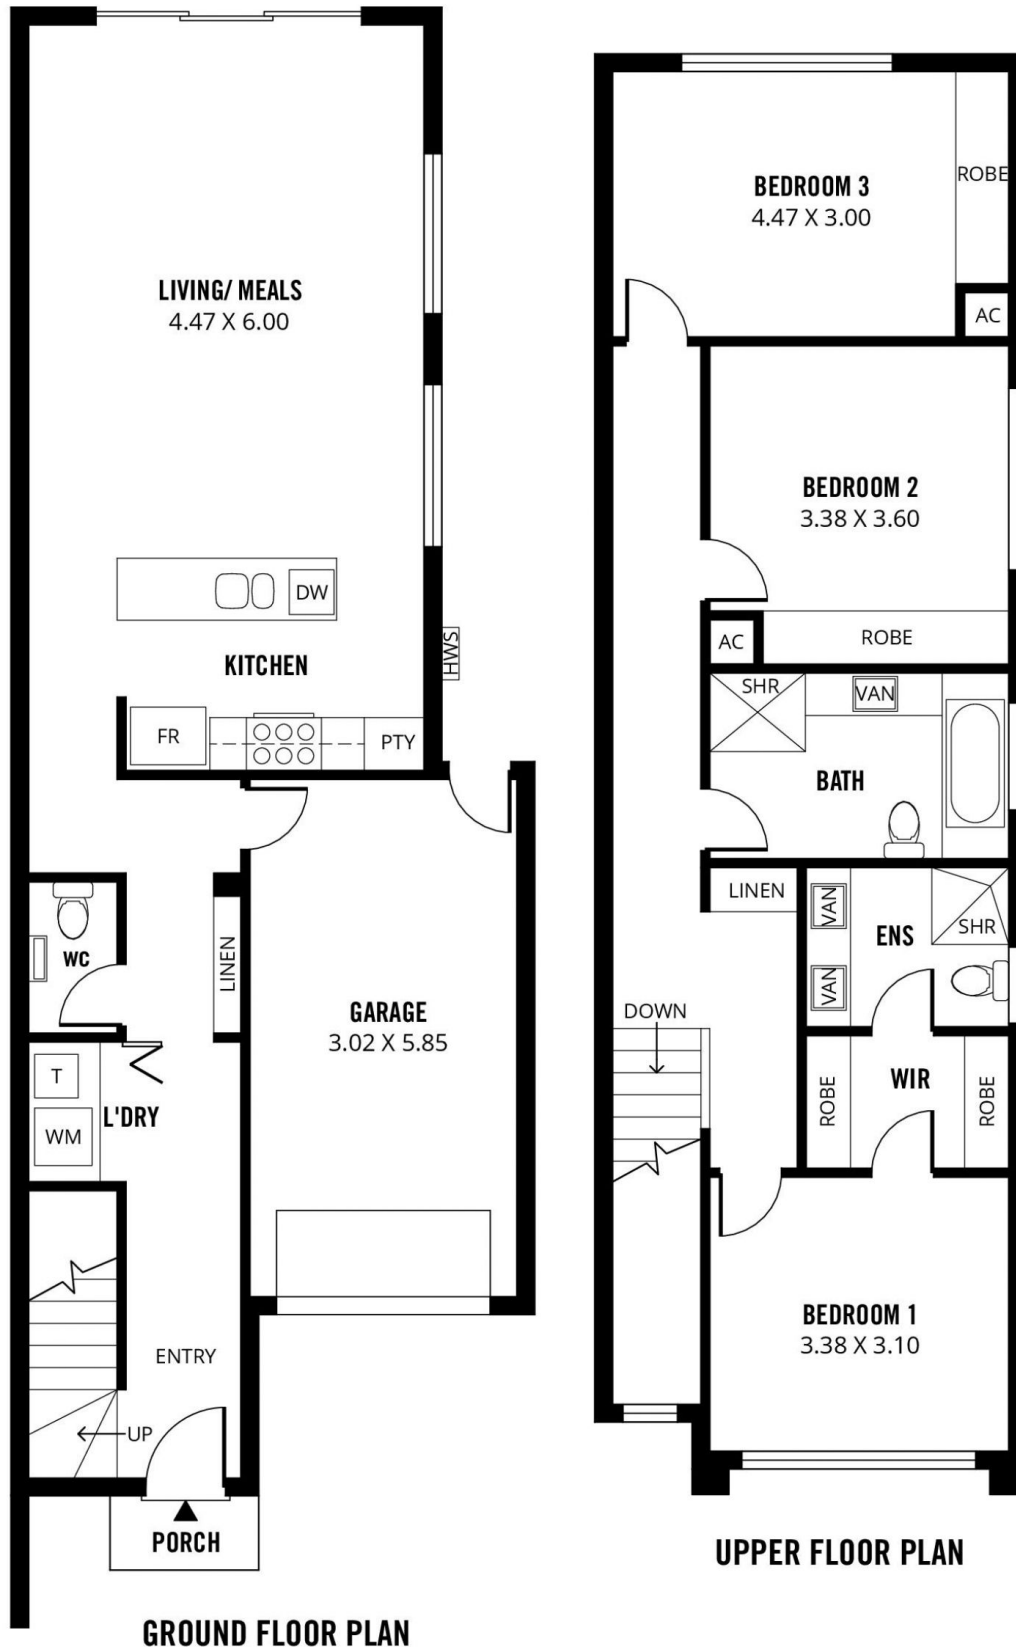 LIVING/ MEALS
4.47 X 6.00
DW
KITCHEN
HWS
FR
PTY
WC
LINEN
GARAGE
3.02 X 5.85
T
L'DRY
WM
ENTRY
UP
PORCH
GROUND FLOOR PLAN
BEDROOM 3
4.47 X 3.00
ROBE
AC
BEDROOM 2
3.38 X 3.60
AC
ROBE
SHR
VAN
BATH
LINEN
VAN
ENS
SHR
VAN
DOWN
ROBE
WIR
ROBE
BEDROOM 1
3.38 X 3.10
UPPER FLOOR PLAN